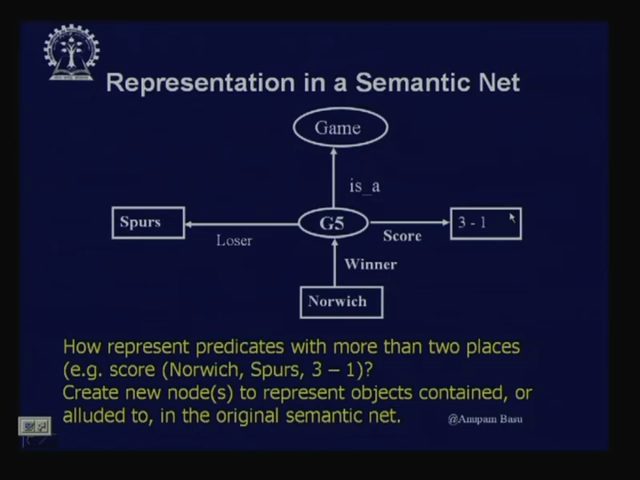 Representation in a Semantic Net
Game
is_a
Spurs
G5
3 - 1
Loser
Score
Winner
Norwich
How represent predicates with more than two places
(e.g. score (Norwich, Spurs, 3 – 1)?
Create new node(s) to represent objects contained, or
alluded to, in the original semantic net.
@Anupam Basu